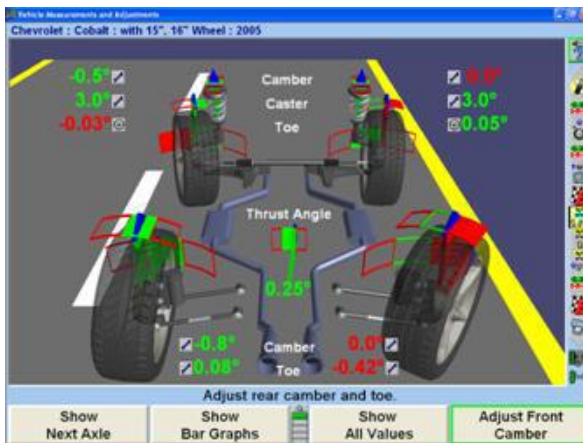 Vehicle Measurements and Adjustments
Chevrolet : Cobalt : with 15", 16" Wheel : 2005
-0.5° Camber 0.0°
3.0° Caster 3.0°
-0.03° Toe 0.05°
Thrust Angle
0.25°
-0.8° Camber 0.0°
0.08° Toe -0.42°
Adjust rear camber and toe.
Show Next Axle
Show Bar Graphs
Show All Values
Adjust Front Camber